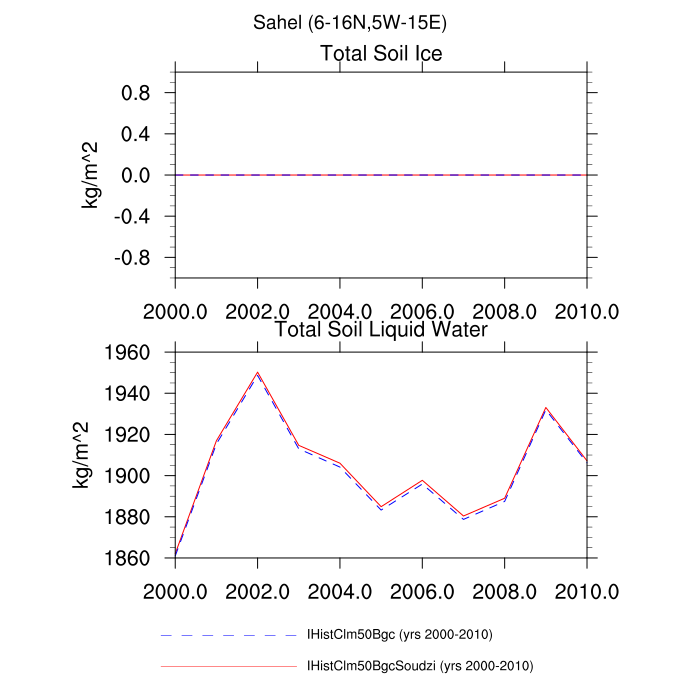 Sahel (6-16N,5W-15E)
Total Soil Ice
0.8
0.4
0.0
-0.4
-0.8
kg/m^2
2000.0 2002.0 2004.0 2006.0 2008.0 2010.0
Total Soil Liquid Water
1960
1940
1920
1900
1880
1860
kg/m^2
2000.0 2002.0 2004.0 2006.0 2008.0 2010.0
IHistClm50Bgc (yrs 2000-2010)
IHistClm50BgcSoudzi (yrs 2000-2010)